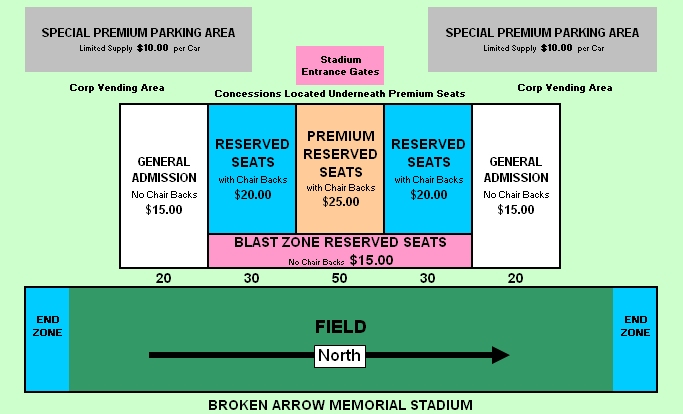 SPECIAL PREMIUM PARKING AREA
Limited Supply $10.00 per Car
SPECIAL PREMIUM PARKING AREA
Limited Supply $10.00 per Car
Stadium
Entrance Gates
Corp Vending Area
Corp Vending Area
Concessions Located Underneath Premium Seats
GENERAL
ADMISSION
No Chair Backs
$15.00
RESERVED
SEATS
with Chair Backs
$20.00
PREMIUM
RESERVED
SEATS
with Chair Backs
$25.00
RESERVED
SEATS
with Chair Backs
$20.00
GENERAL
ADMISSION
No Chair Backs
$15.00
BLAST ZONE RESERVED SEATS
No Chair Backs $15.00
20 30 50 30 20
END
ZONE
FIELD
North
END
ZONE
BROKEN ARROW MEMORIAL STADIUM